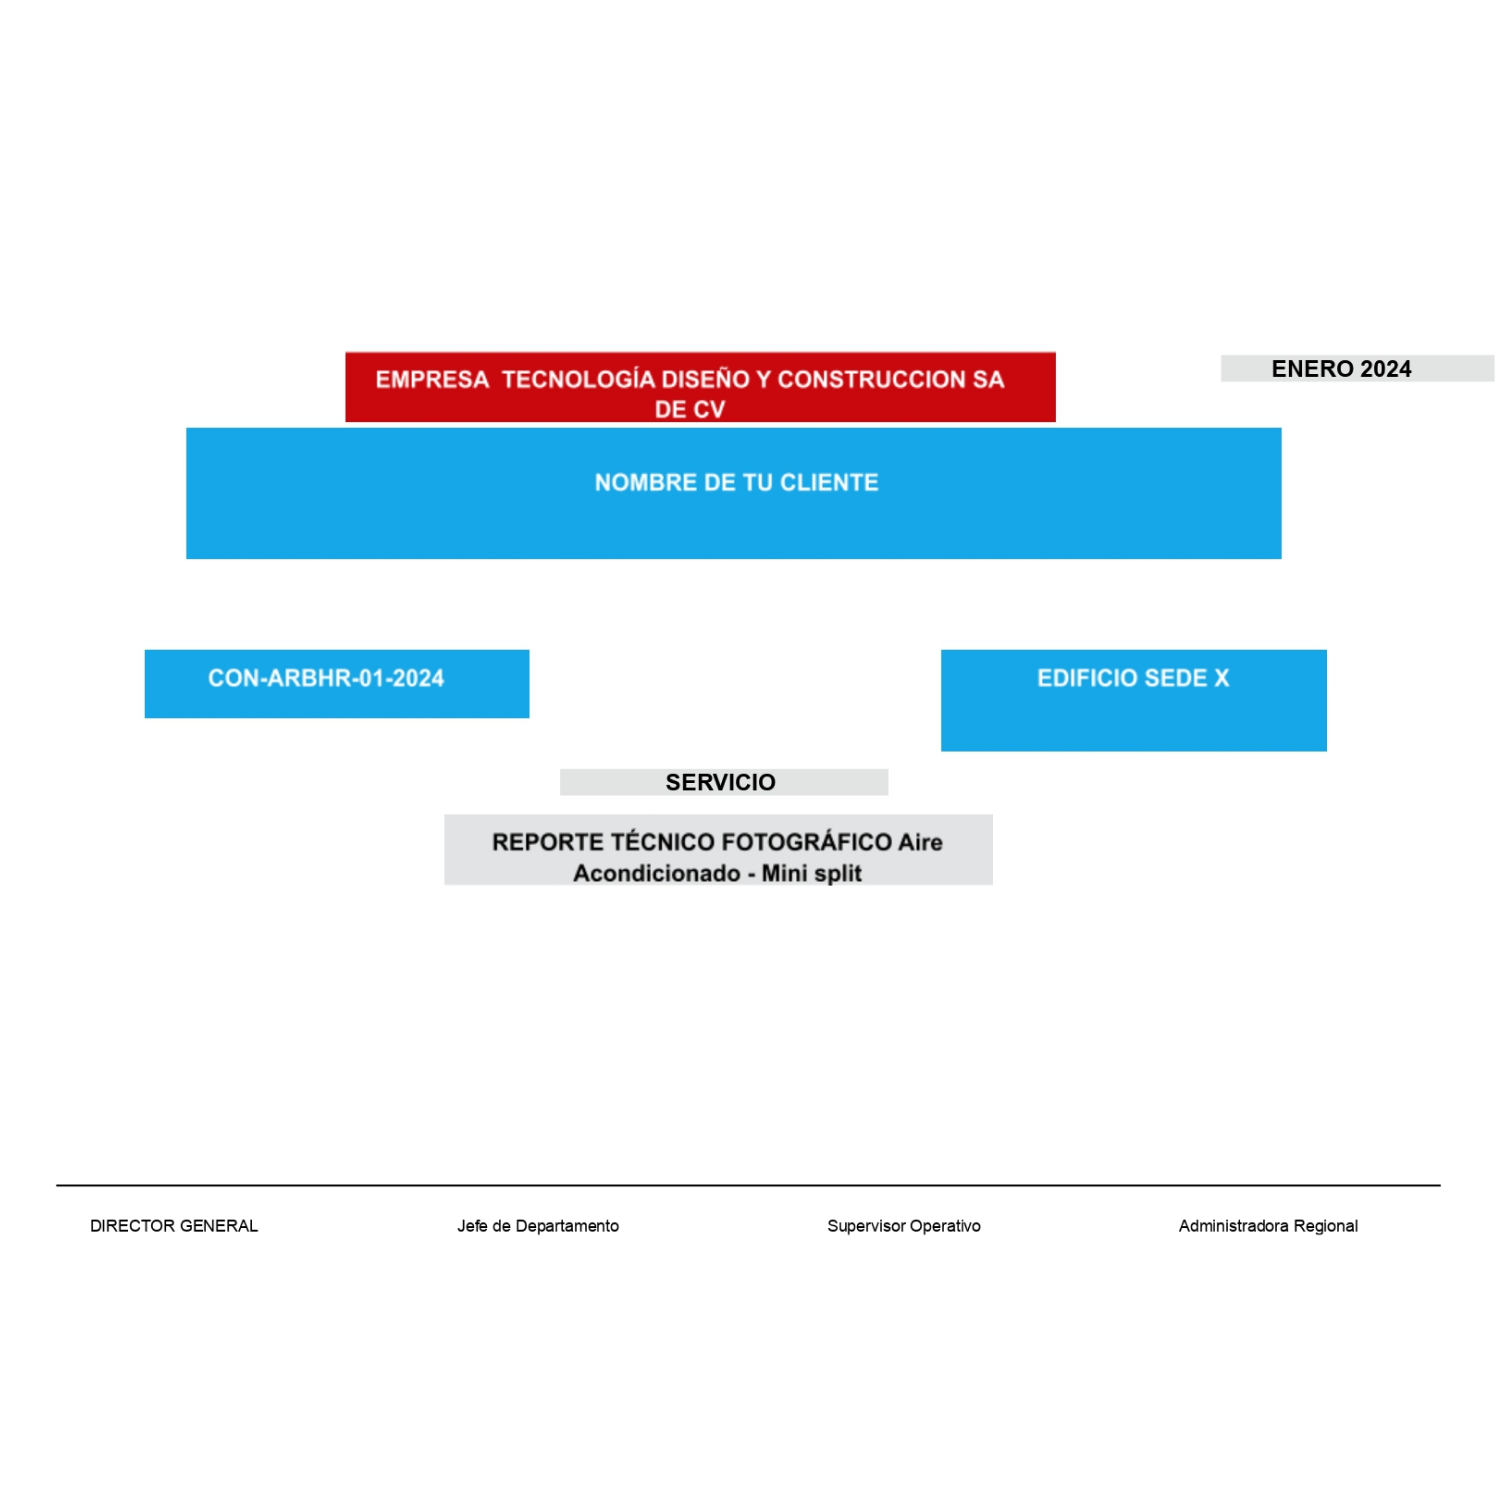 EMPRESA  TECNOLOGÍA DISEÑO Y CONSTRUCCION SA
DE CV
ENERO 2024
NOMBRE DE TU CLIENTE
CON-ARBHR-01-2024
EDIFICIO SEDE X
SERVICIO
REPORTE TÉCNICO FOTOGRÁFICO Aire
Acondicionado - Mini split
DIRECTOR GENERAL
Jefe de Departamento
Supervisor Operativo
Administradora Regional